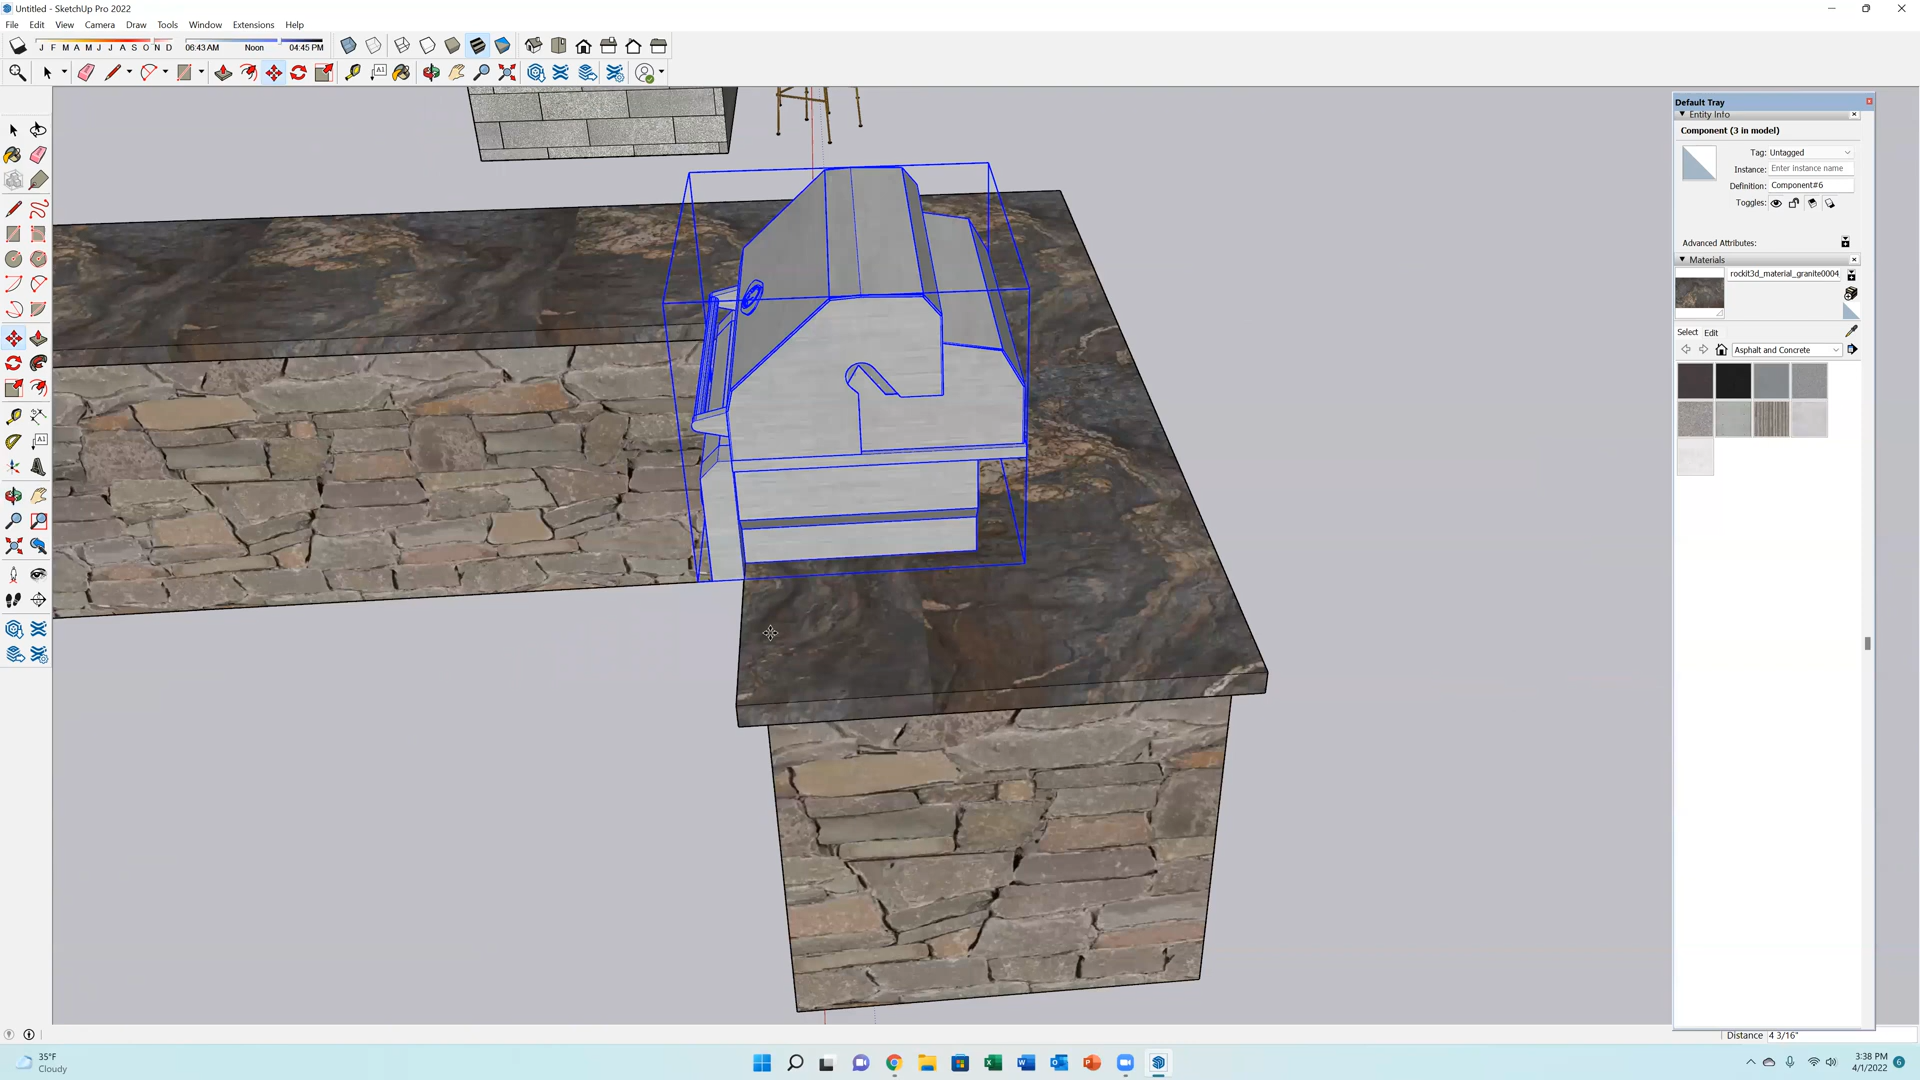 Untitled - SketchUp Pro 2022
File Edit View Camera Draw Tools Window Extensions Help
J F M A M J J A S O N D 06:43 AM Noon 04:45 PM
A1
Default Tray
Entity Info
Component (3 in model)
Tag: Untagged
Instance: Enter instance name
Definition: Component#6
Toggles:
Advanced Attributes:
Materials
rockit3d_material_granite0004
Select Edit
Asphalt and Concrete
A1
Distance 4 3/16"
35°F
Cloudy
3:38 PM
4/1/2022
6